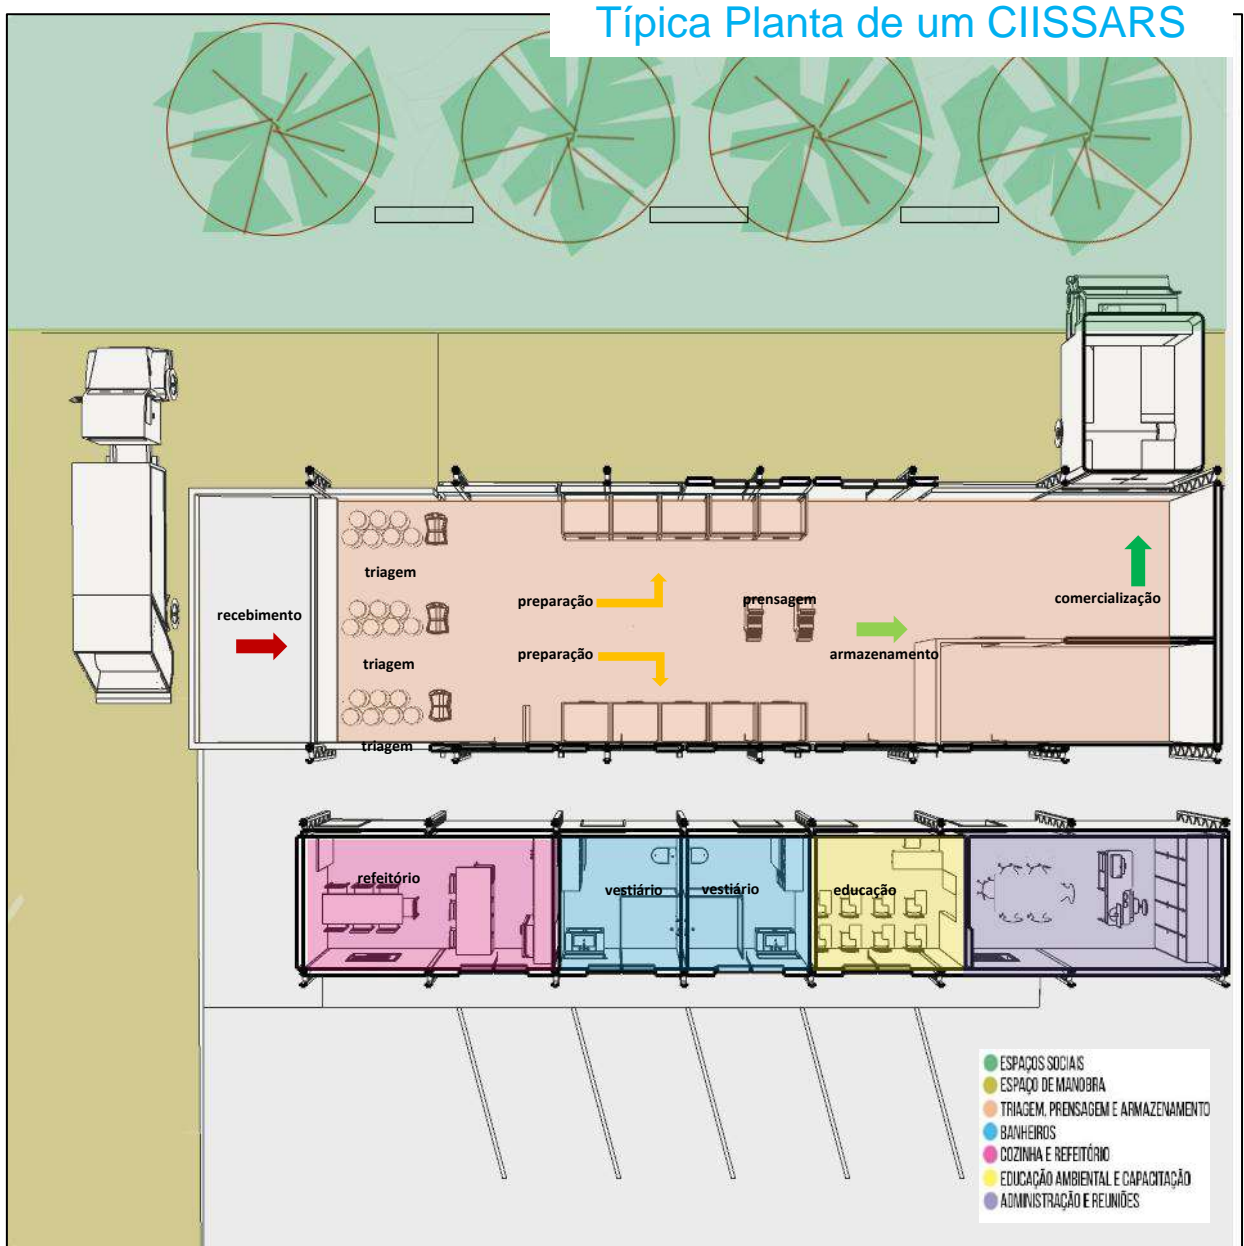 Típica Planta de um CIISSARS
triagem
preparação
prensagem
comercialização
recebimento
preparação
armazenamento
triagem
triagem
refeitório
vestiário
vestiário
educação
ESPAÇOS SOCIAIS
ESPAÇO DE MANOBRA
TRIAGEM, PRENSAGEM E ARMAZENAMENTO
BANHEIROS
COZINHA E REFEITÓRIO
EDUCAÇÃO AMBIENTAL E CAPACITAÇÃO
ADMINISTRAÇÃO E REUNIÕES